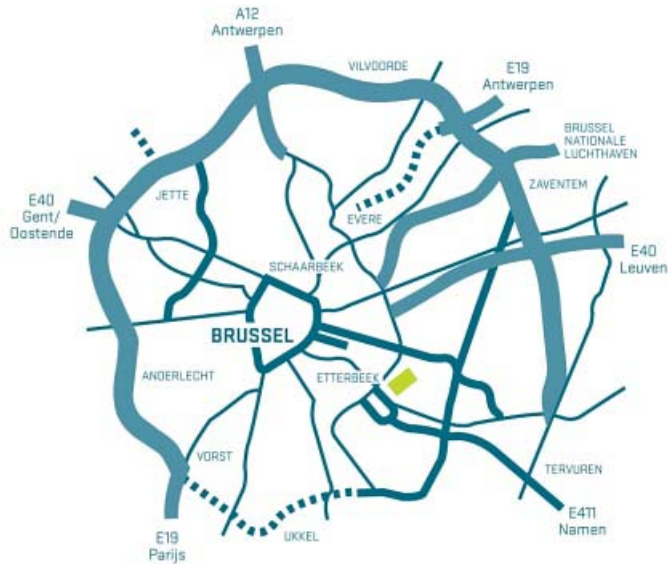 A12
Antwerpen
VILVOORDE
E19
Antwerpen
BRUSSEL
NATIONALE
LUCHTHAVEN
ZAVENTEM
JETTE
E40
Gent/
Oostende
EVERE
E40
Leuven
SCHAARBEEK
BRUSSEL
ANDERLECHT
ETTERBEEK
VORST
TERVUREN
E411
Namen
UKKEL
E19
Parijs